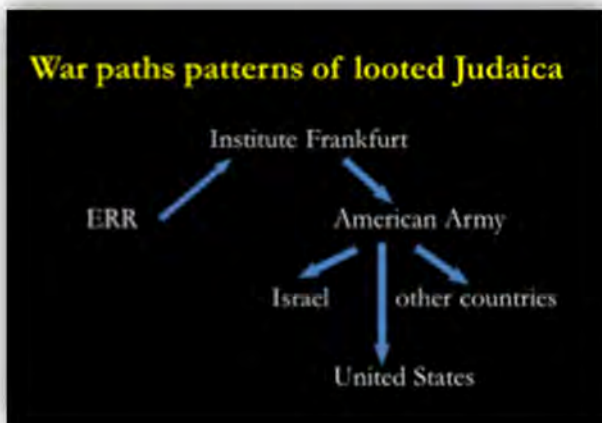 War paths patterns of looted Judaica
Institute Frankfurt
ERR
American Army
Israel
other countries
United States